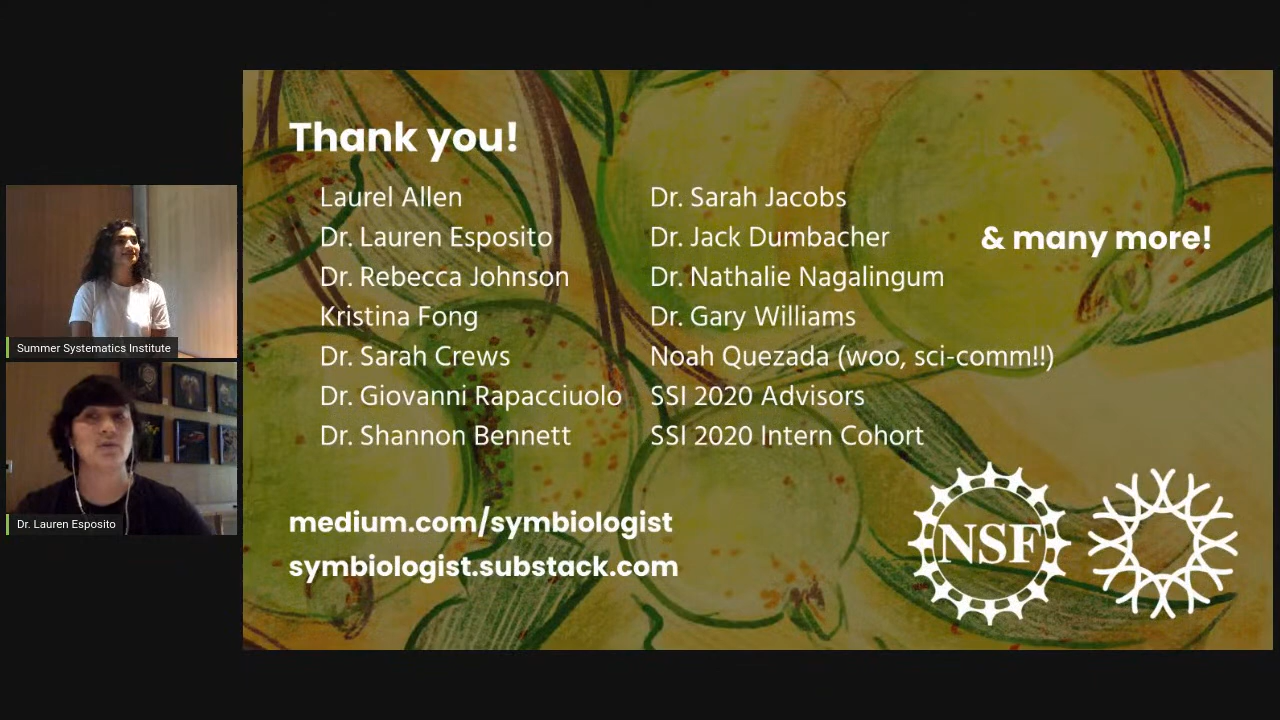 Thank you!
Laurel Allen
Dr. Lauren Esposito
Dr. Rebecca Johnson
Kristina Fong
Dr. Sarah Crews
Dr. Giovanni Rapacciuolo
Dr. Shannon Bennett
Dr. Sarah Jacobs
Dr. Jack Dumbacher
Dr. Nathalie Nagalingum
Dr. Gary Williams
Noah Quezada (woo, sci-comm!!)
SSI 2020 Advisors
SSI 2020 Intern Cohort
& many more!
medium.com/symbiologist
symbiologist.substack.com
NSF
Summer Systematics Institute
Dr. Lauren Esposito